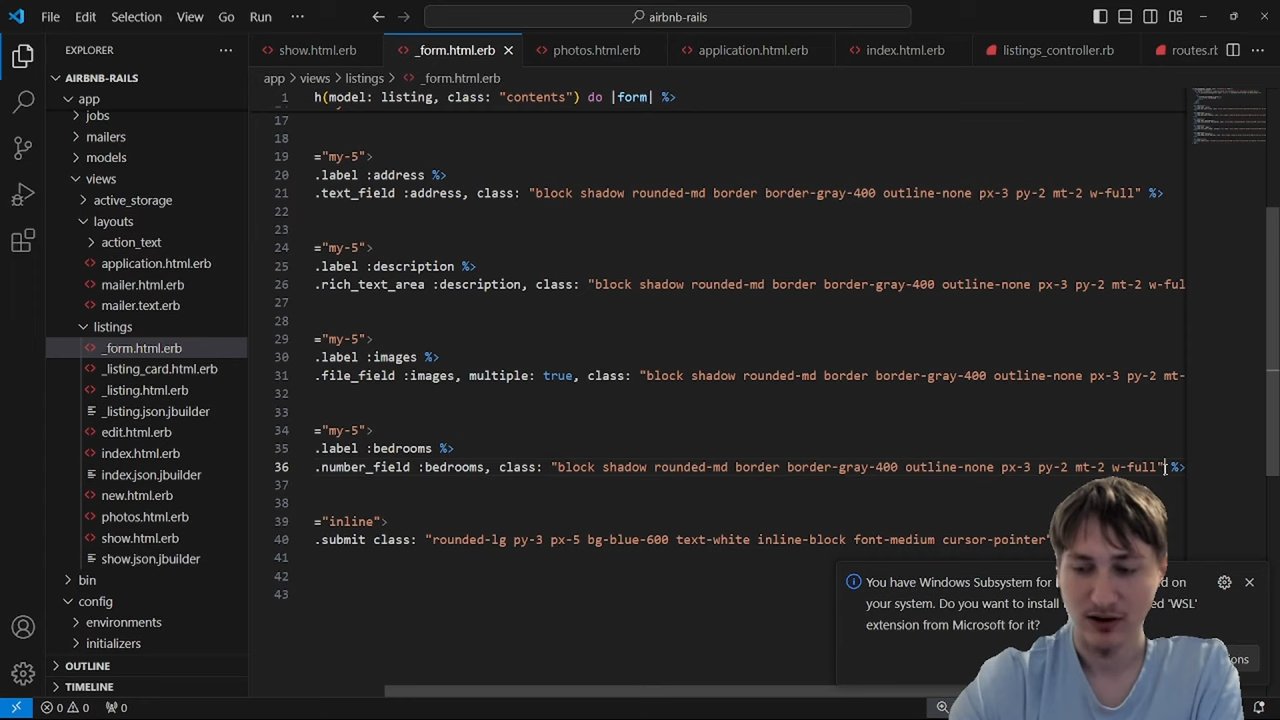 File Edit Selection View Go Run ··· airbnb-rails
EXPLORER ··· show.html.erb _form.html.erb photos.html.erb application.html.erb index.html.erb listings_controller.rb routes.rb ···
AIRBNB-RAILS
app
jobs
mailers
models
views
active_storage
layouts
action_text
application.html.erb
mailer.html.erb
mailer.text.erb
listings
_form.html.erb
_listing_card.html.erb
_listing.html.erb
_listing.json.jbuilder
edit.html.erb
index.html.erb
index.json.jbuilder
new.html.erb
photos.html.erb
show.html.erb
show.json.jbuilder
bin
config
environments
initializers
OUTLINE
TIMELINE
app > views > listings > _form.html.erb
1 h(model: listing, class: "contents") do |form| %>
17
18
19 ="my-5">
20 .label :address %>
21 .text_field :address, class: "block shadow rounded-md border border-gray-400 outline-none px-3 py-2 mt-2 w-full" %>
22
23
24 ="my-5">
25 .label :description %>
26 .rich_text_area :description, class: "block shadow rounded-md border border-gray-400 outline-none px-3 py-2 mt-2 w-ful
27
28
29 ="my-5">
30 .label :images %>
31 .file_field :images, multiple: true, class: "block shadow rounded-md border border-gray-400 outline-none px-3 py-2 mt-
32
33
34 ="my-5">
35 .label :bedrooms %>
36 .number_field :bedrooms, class: "block shadow rounded-md border border-gray-400 outline-none px-3 py-2 mt-2 w-full" %>
37
38
39 ="inline">
40 .submit class: "rounded-lg py-3 px-5 bg-blue-600 text-white inline-block font-medium cursor-pointer"
41
42
43
You have Windows Subsystem for on
your system. Do you want to install 'WSL'
extension from Microsoft for it?
0 0 0